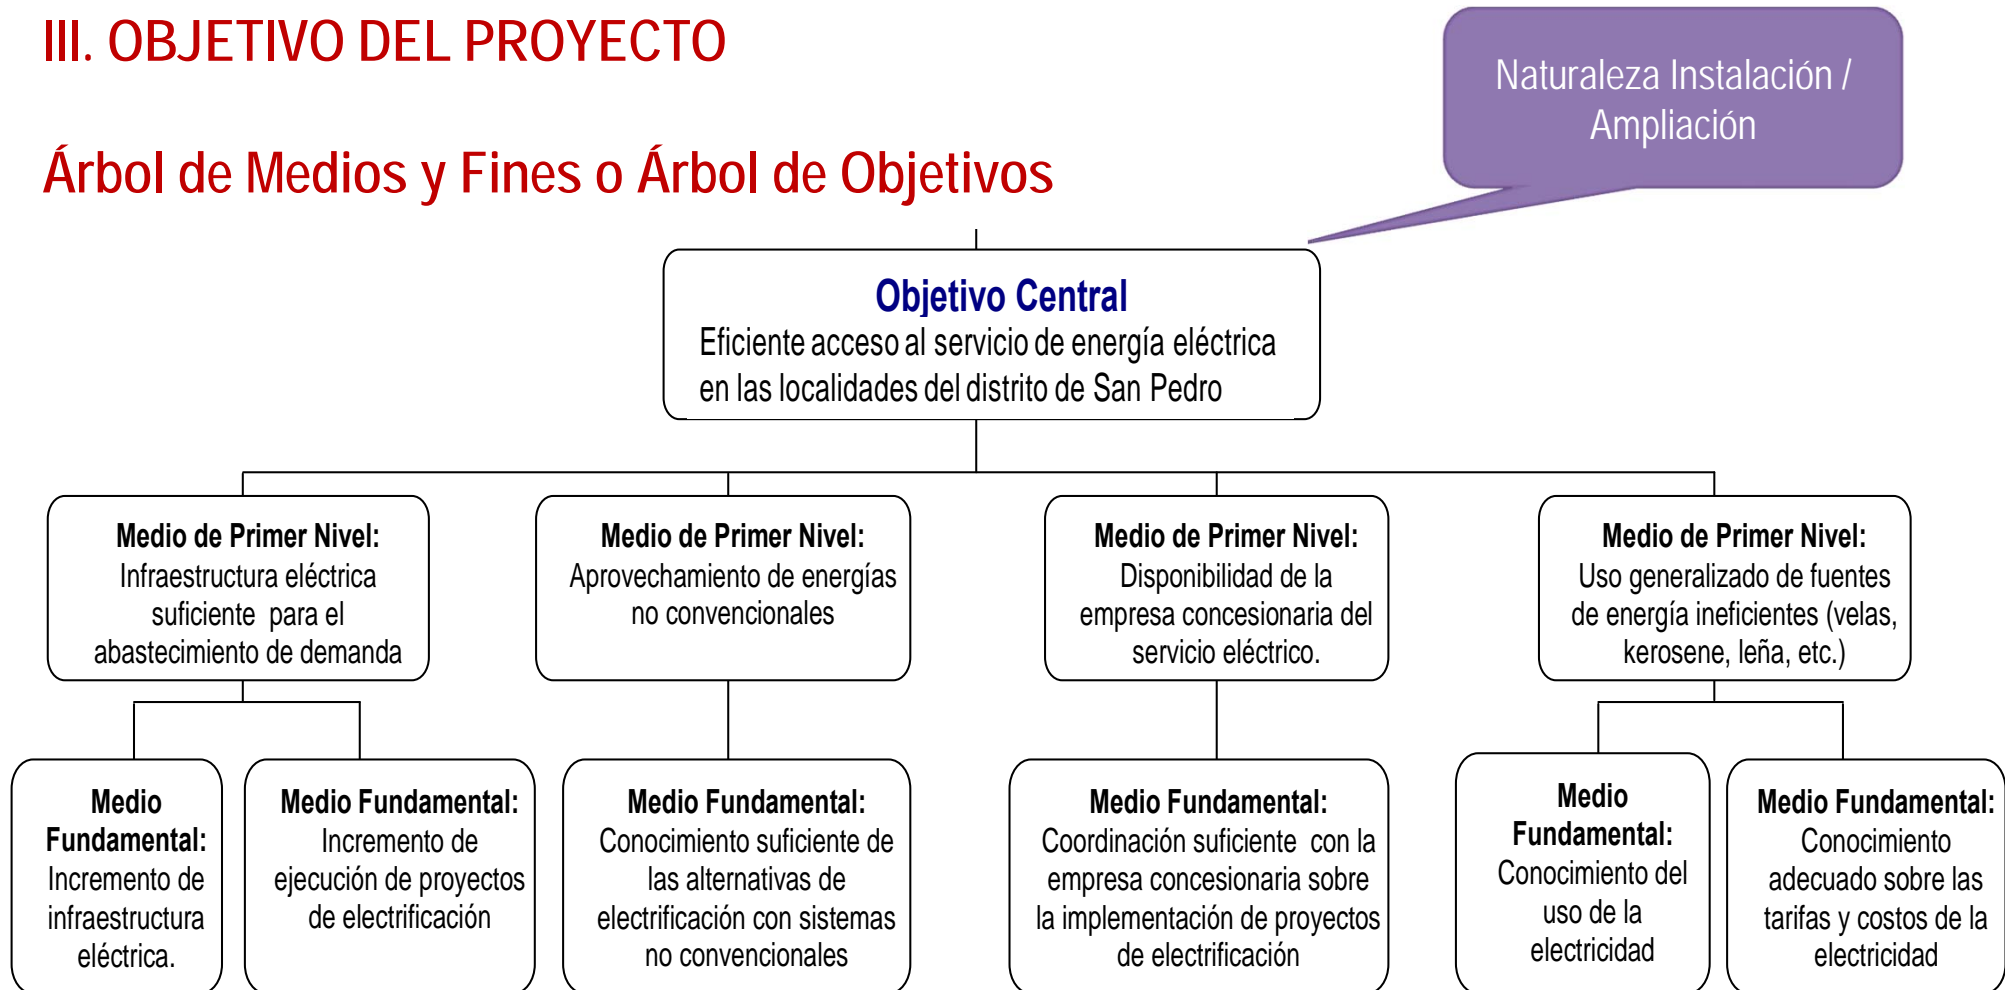 III. OBJETIVO DEL PROYECTO
Naturaleza Instalación /
Ampliación
Árbol de Medios y Fines o Árbol de Objetivos
Objetivo Central
Eficiente acceso al servicio de energía eléctrica
en las localidades del distrito de San Pedro
Medio de Primer Nivel:
Infraestructura eléctrica
suficiente para el
abastecimiento de demanda
Medio de Primer Nivel:
Aprovechamiento de energías
no convencionales
Medio de Primer Nivel:
Disponibilidad de la
empresa concesionaria del
servicio eléctrico.
Medio de Primer Nivel:
Uso generalizado de fuentes
de energía ineficientes (velas,
kerosene, leña, etc.)
Medio
Fundamental:
Incremento de
infraestructura
eléctrica.
Medio Fundamental:
Incremento de
ejecución de proyectos
de electrificación
Medio Fundamental:
Conocimiento suficiente de
las alternativas de
electrificación con sistemas
no convencionales
Medio Fundamental:
Coordinación suficiente con la
empresa concesionaria sobre
la implementación de proyectos
de electrificación
Medio
Fundamental:
Conocimiento del
uso de la
electricidad
Medio Fundamental:
Conocimiento
adecuado sobre las
tarifas y costos de la
electricidad